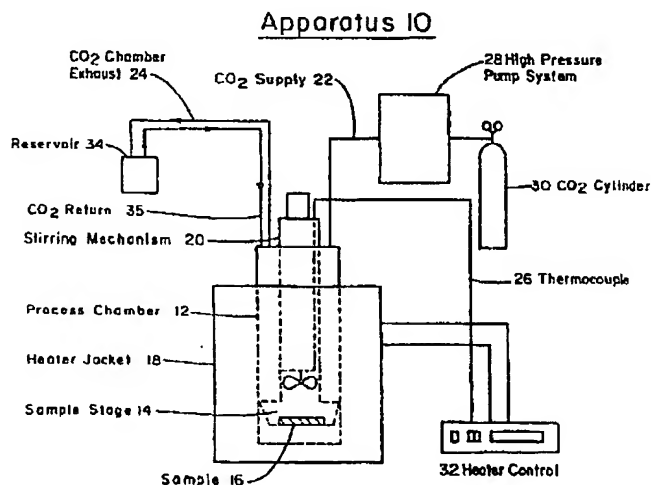 Apparatus 10
CO2 Chamber
Exhaust 24
CO2 Supply 22
28 High Pressure
Pump System
Reservoir 34
30 CO2 Cylinder
CO2 Return 35
Stirring Mechanism 20
26 Thermocouple
Process Chamber 12
Heater Jacket 18
Sample Stage 14
Sample 16
32 Heater Control